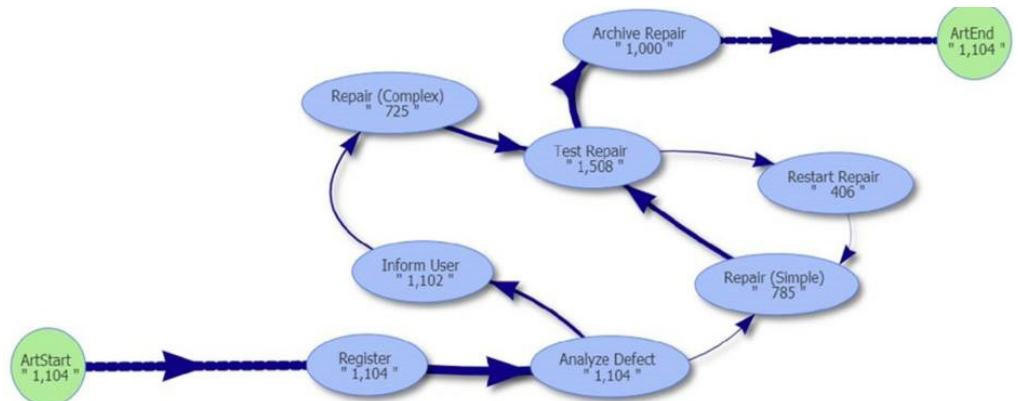 Archive Repair
" 1,000 "
ArtEnd
" 1,104 "
Repair (Complex)
" 725 "
Test Repair
" 1,508 "
Restart Repair
" 406 "
Inform User
" 1,102 "
Repair (Simple)
" 785 "
ArtStart
" 1,104 "
Register
" 1,104 "
Analyze Defect
" 1,104 "